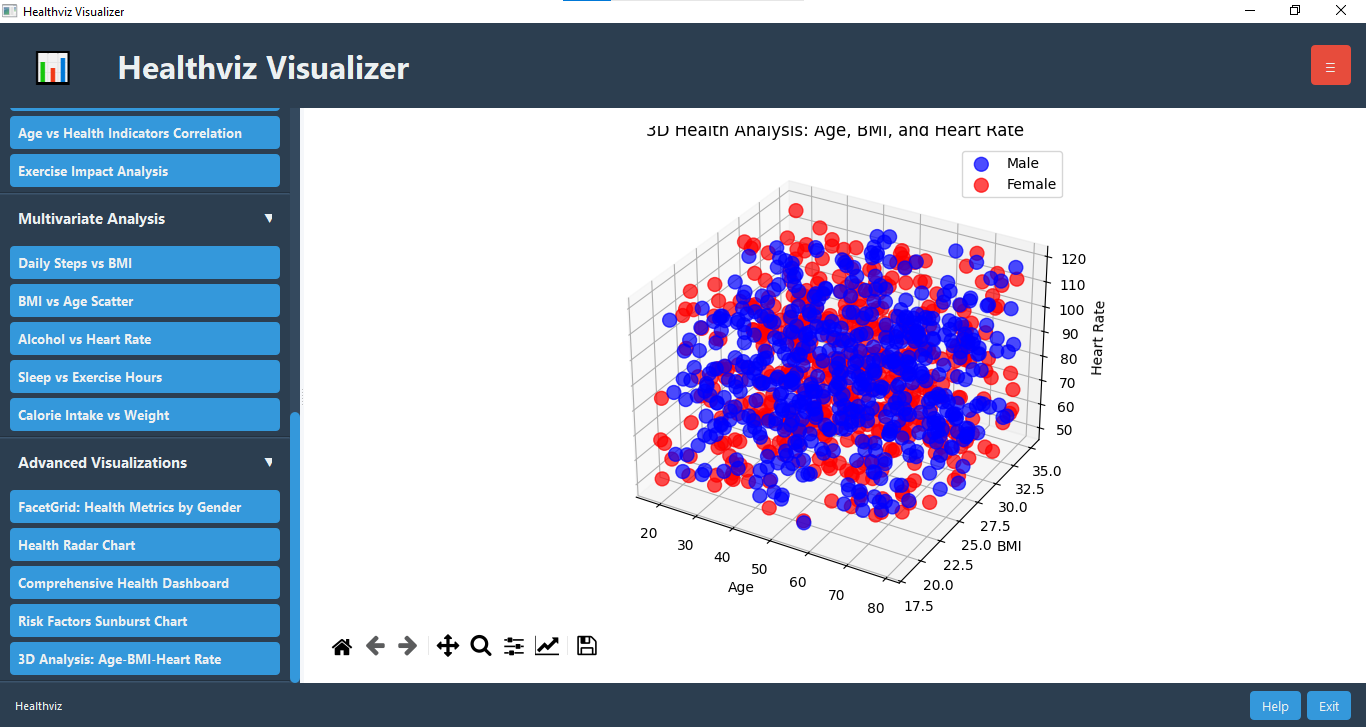 Healthviz Visualizer
Healthviz Visualizer
Age vs Health Indicators Correlation
Exercise Impact Analysis
Multivariate Analysis
Daily Steps vs BMI
BMI vs Age Scatter
Alcohol vs Heart Rate
Sleep vs Exercise Hours
Calorie Intake vs Weight
Advanced Visualizations
FacetGrid: Health Metrics by Gender
Health Radar Chart
Comprehensive Health Dashboard
Risk Factors Sunburst Chart
3D Analysis: Age-BMI-Heart Rate
3D Health Analysis: Age, BMI, and Heart Rate
Male
Female
120
110
100
90
80
70
60
50
Heart Rate
35.0
32.5
30.0
27.5
25.0
22.5
20.0
17.5
BMI
20
30
40
50
60
70
80
Age
Healthviz
Help
Exit